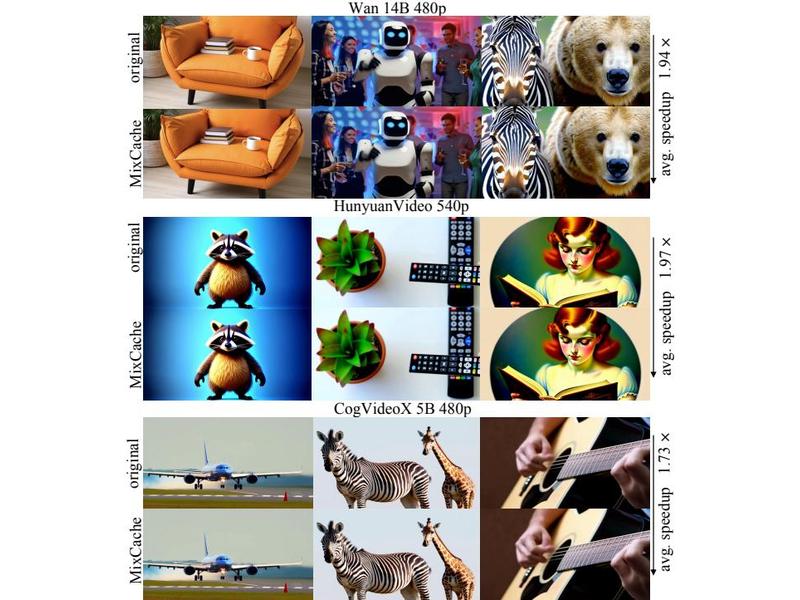 Wan 14B 480p
original
MixCache
avg. speedup 1.94×
HunyuanVideo 540p
original
MixCache
avg. speedup 1.97×
CogVideoX 5B 480p
original
MixCache
avg. speedup 1.73×